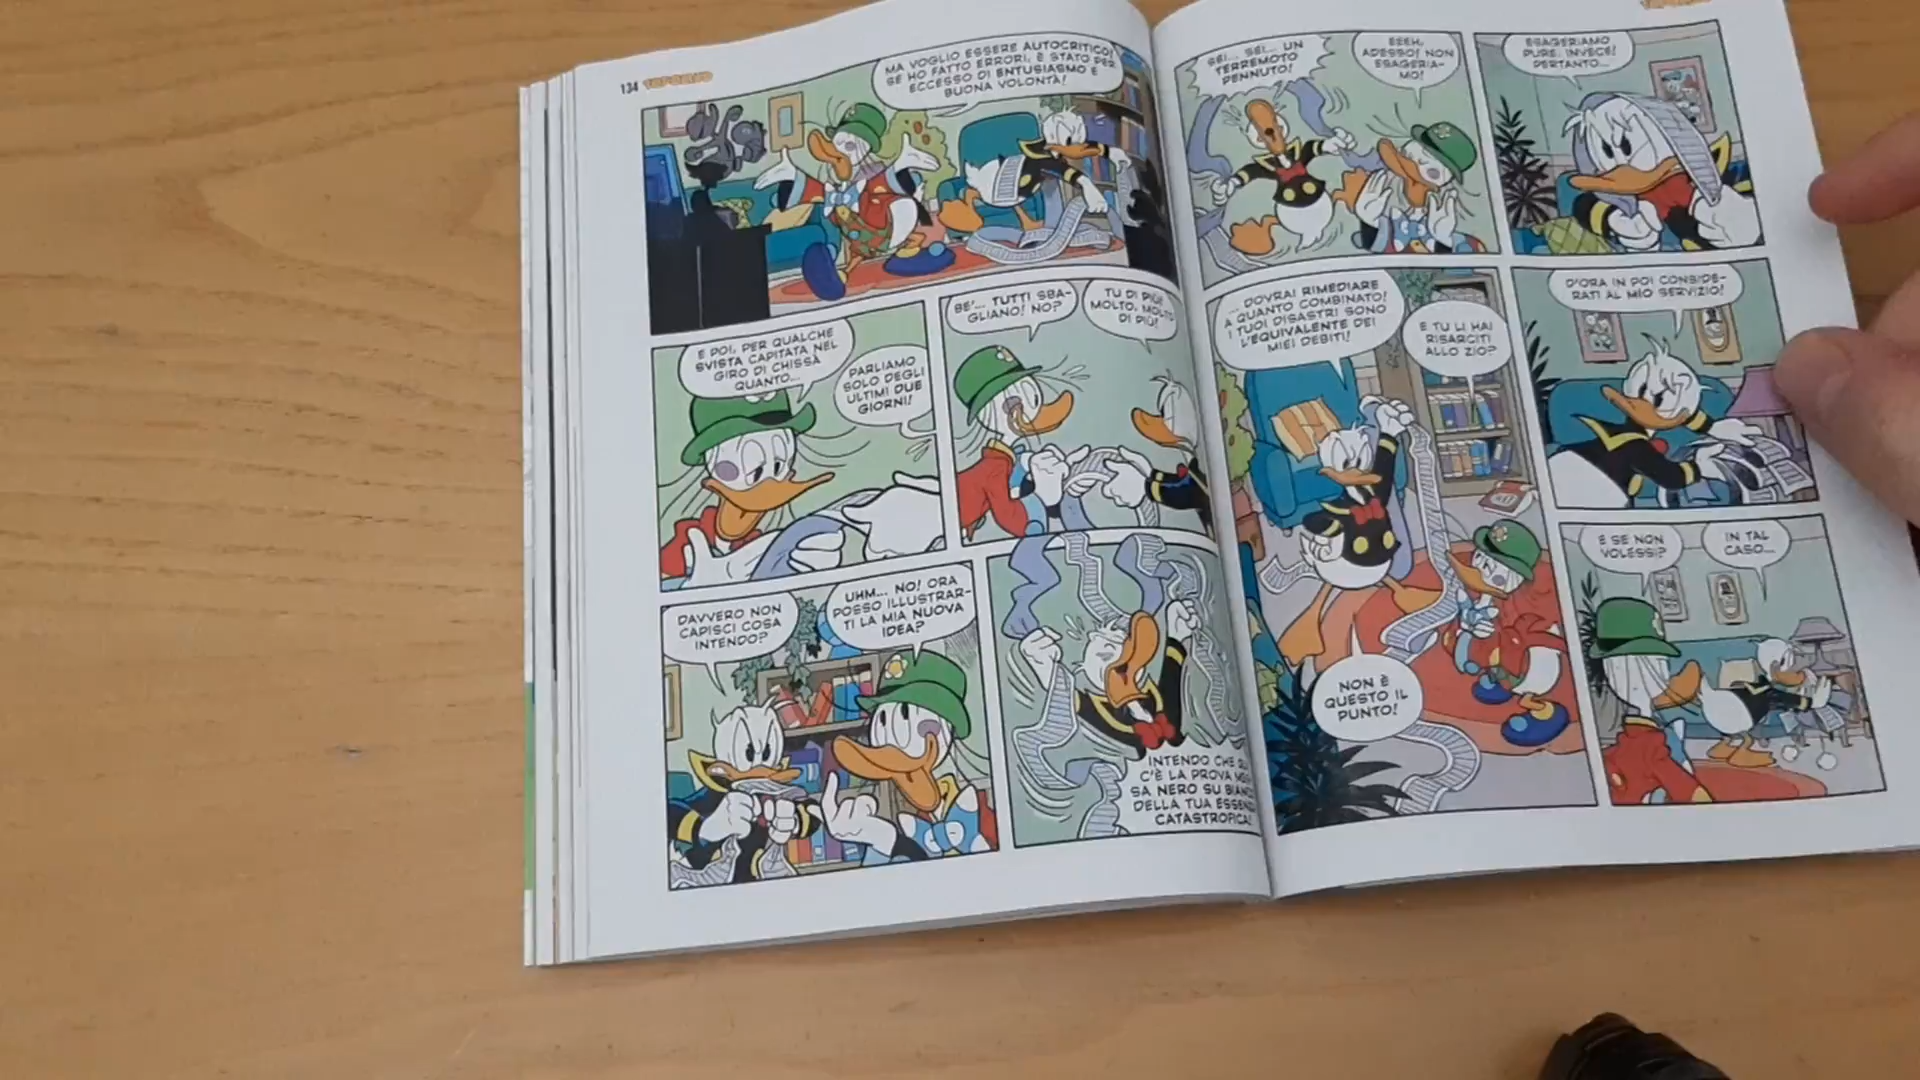 134 TOPOLINO
MA VOGLIO ESSERE AUTOCRITICO!
SE HO FATTO ERRORI, È STATO PER
ECCESSO DI ENTUSIASMO E
BUONA VOLONTÀ!
E POI, PER QUALCHE
SVISTA CAPITATA NEL
GIRO DI CHISSÀ
QUANTO...
PARLIAMO
SOLO DEGLI
ULTIMI DUE
GIORNI!
BE'... TUTTI SBA-
GLIANO! NO?
TU DI PIÙ!
MOLTO, MOLTO
DI PIÙ!
DAVVERO NON
CAPISCI COSA
INTENDO?
UHM... NO! ORA
POSSO ILLUSTRAR-
TI LA MIA NUOVA
IDEA?
INTENDO CHE
C'È LA PROVA
SA NERO SU
DELLA TUA
CATASTROFICA!
SEI... SEI... UN
TERREMOTO
PENNUTO!
EEEH,
ADESSO! NON
ESAGERIA-
MO!
ESAGERIAMO
PURE, INVECE!
PERTANTO...
...DOVRAI RIMEDIARE
A QUANTO COMBINATO!
I TUOI DISASTRI SONO
L'EQUIVALENTE DEI
MIEI DEBITI!
E TU LI HAI
RISARCITI
ALLO ZIO?
NON È
QUESTO IL
PUNTO!
D'ORA IN POI CONSIDE-
RATI AL MIO SERVIZIO!
E SE NON
VOLESSI?
IN TAL
CASO...